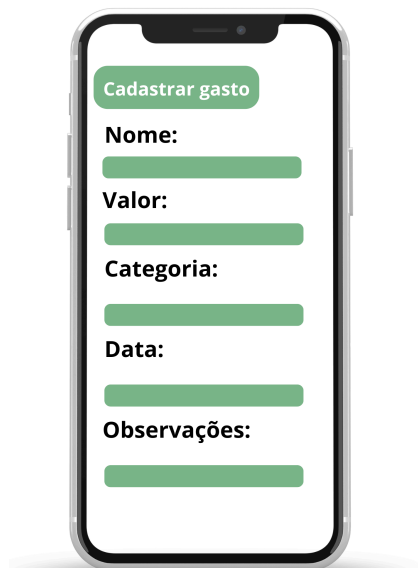 Cadastrar gasto
Nome:
Valor:
Categoria:
Data:
Observações: